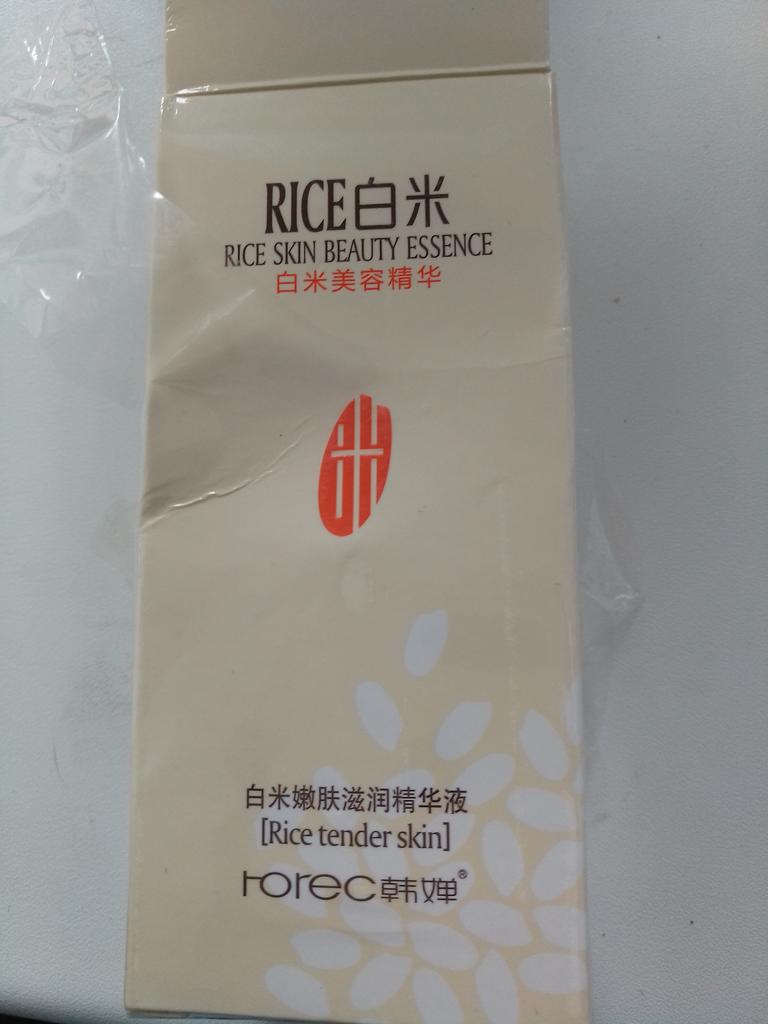 RICE白米
RICE SKIN BEAUTY ESSENCE
白米美容精华
白米嫩肤滋润精华液
[Rice tender skin]
rorec韩婵®